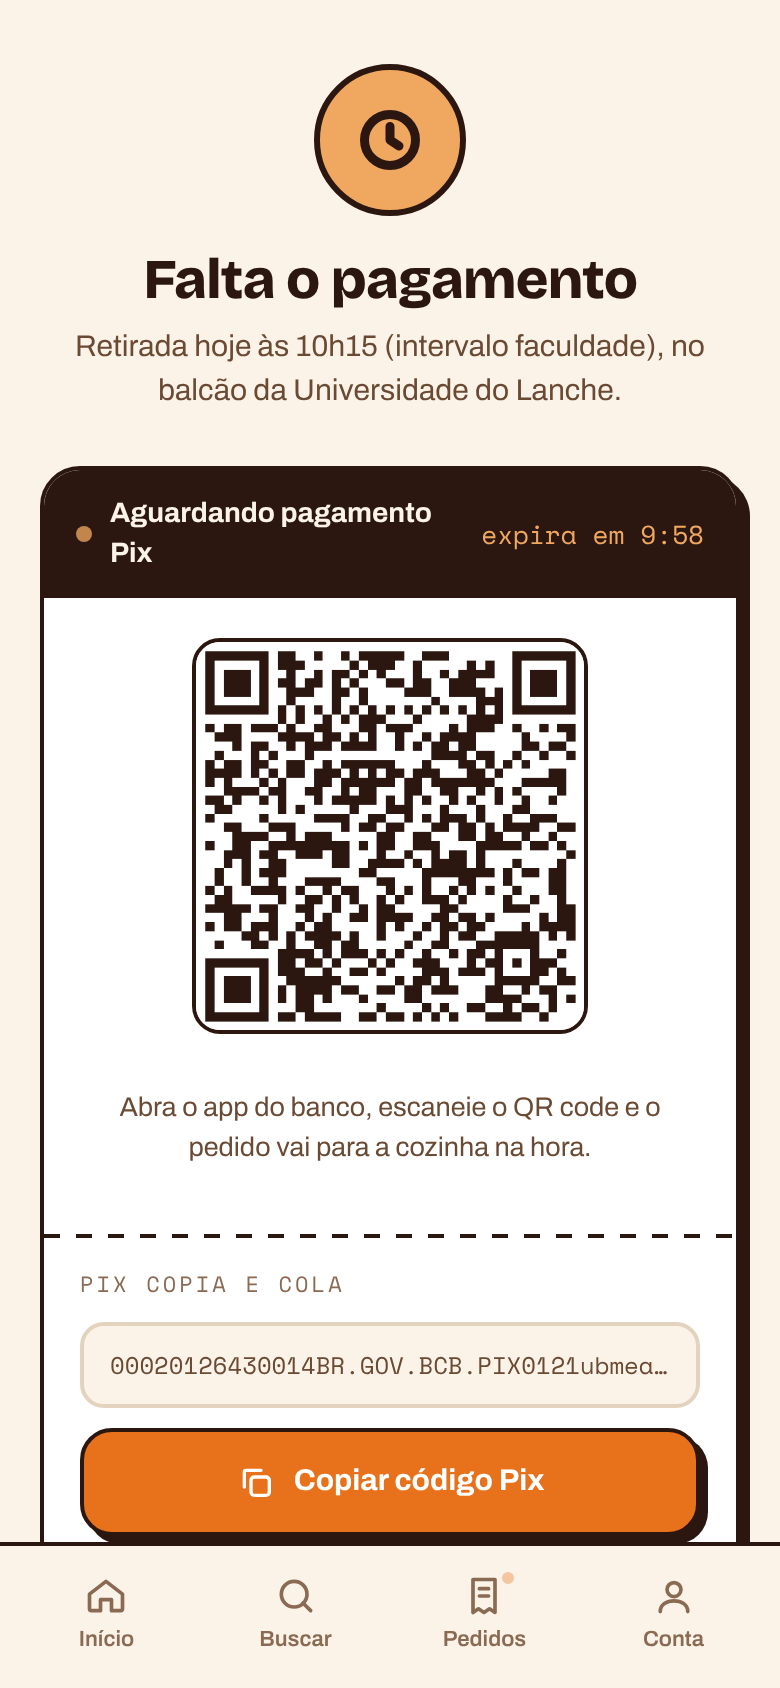 Falta o pagamento
Retirada hoje às 10h15 (intervalo faculdade), no
balcão da Universidade do Lanche.
Aguardando pagamento
Pix
expira em 9:58
Abra o app do banco, escaneie o QR code e o
pedido vai para a cozinha na hora.
PIX COPIA E COLA
00020126430014BR.GOV.BCB.PIX0121ubmea…
Copiar código Pix
Início
Buscar
Pedidos
Conta